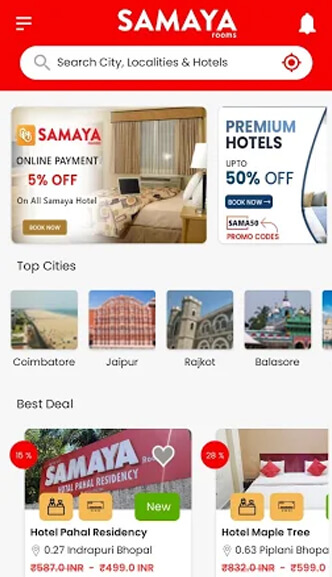 SAMAYA
rooms
Search City, Localities & Hotels
SAMAYA
ONLINE PAYMENT
5% OFF
On All Samaya Hotel
BOOK NOW
PREMIUM
HOTELS
UPTO
50% OFF
BOOK NOW
SAMA50
PROMO CODES
Top Cities
Coimbatore
Jaipur
Rajkot
Balasore
Best Deal
15 %
SAMAYA
HOTEL PAHAL RESIDENCY
New
Hotel Pahal Residency
0.27 Indrapuri Bhopal
₹587.0 INR - ₹499.0 INR
28 %
Hotel Maple Tree
0.63 Piplani Bhopal
₹832.0 INR - ₹599.0